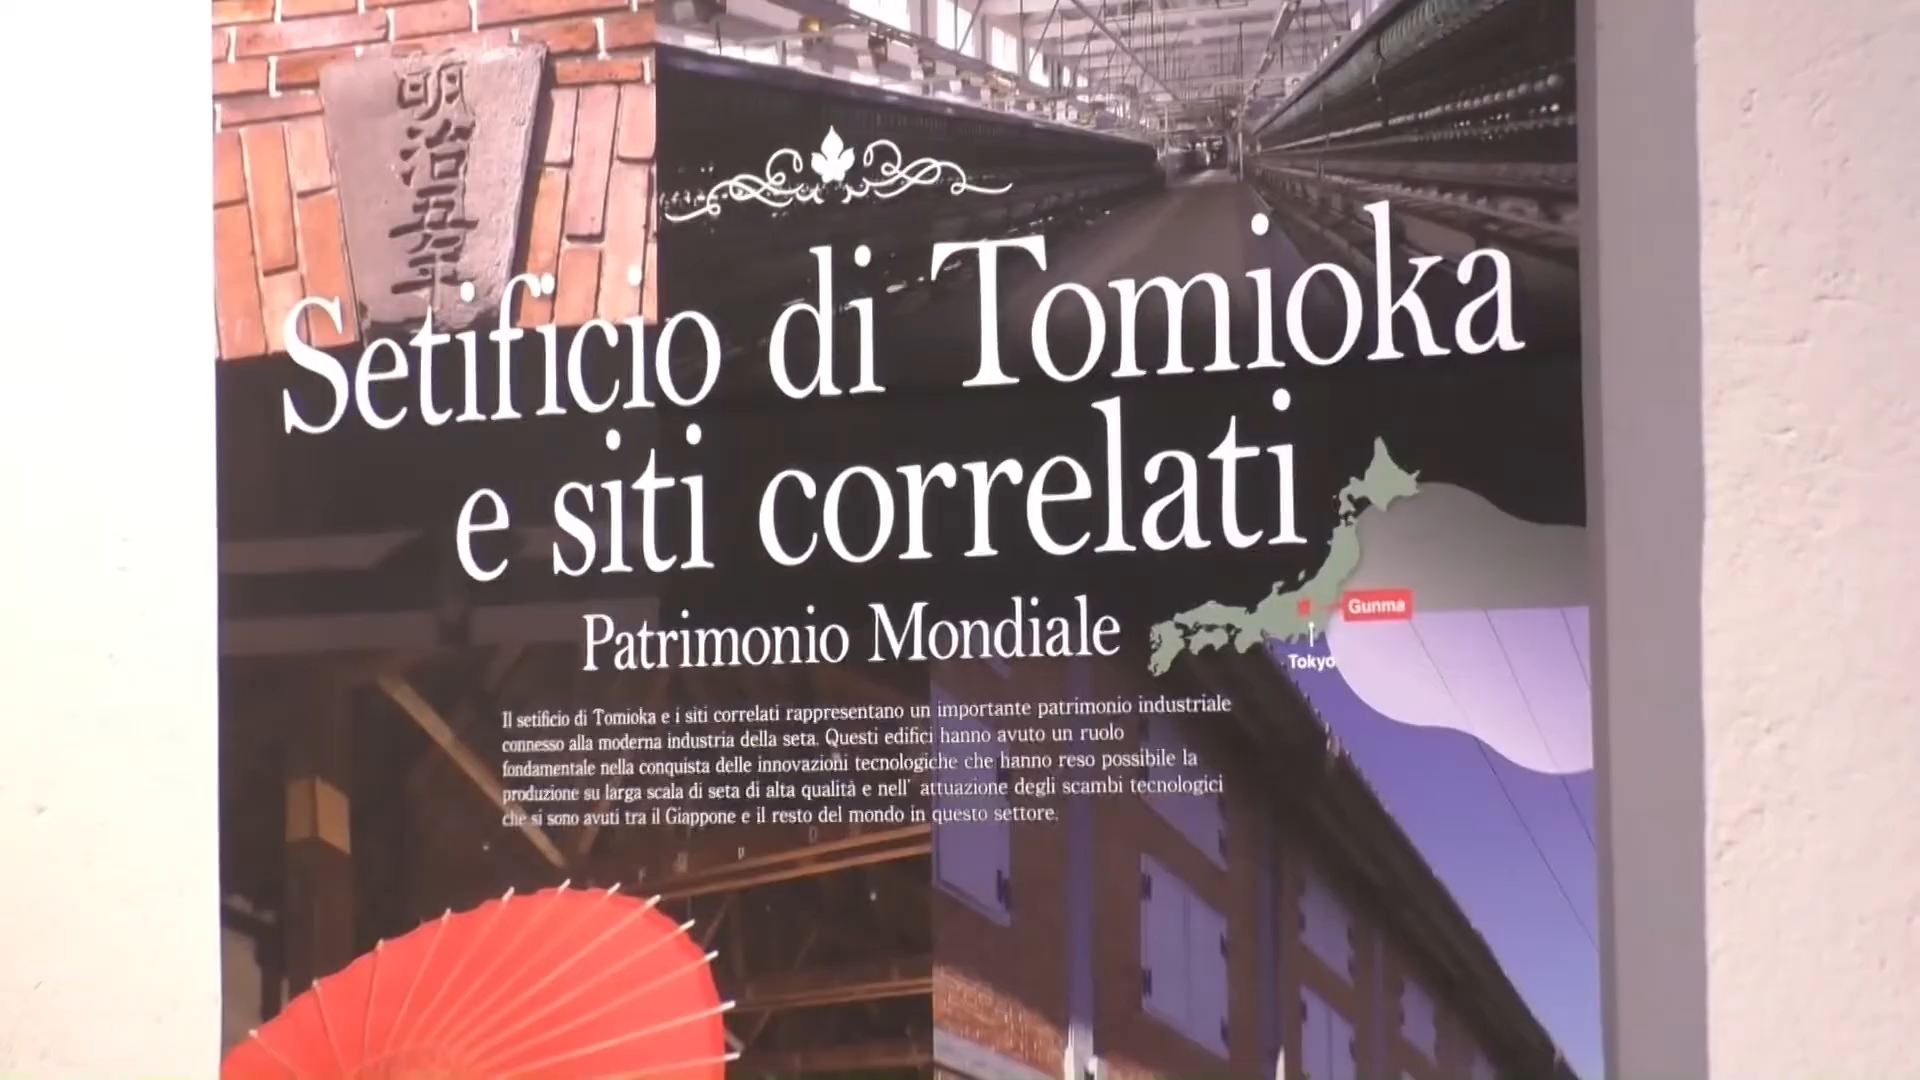 明治五年
Setificio di Tomioka
e siti correlati
Patrimonio Mondiale
Gunma
Tokyo
Il setificio di Tomioka e i siti correlati rappresentano un importante patrimonio industriale
connesso alla moderna industria della seta. Questi edifici hanno avuto un ruolo
fondamentale nella conquista delle innovazioni tecnologiche che hanno reso possibile la
produzione su larga scala di seta di alta qualità e nell' attuazione degli scambi tecnologici
che si sono avuti tra il Giappone e il resto del mondo in questo settore.